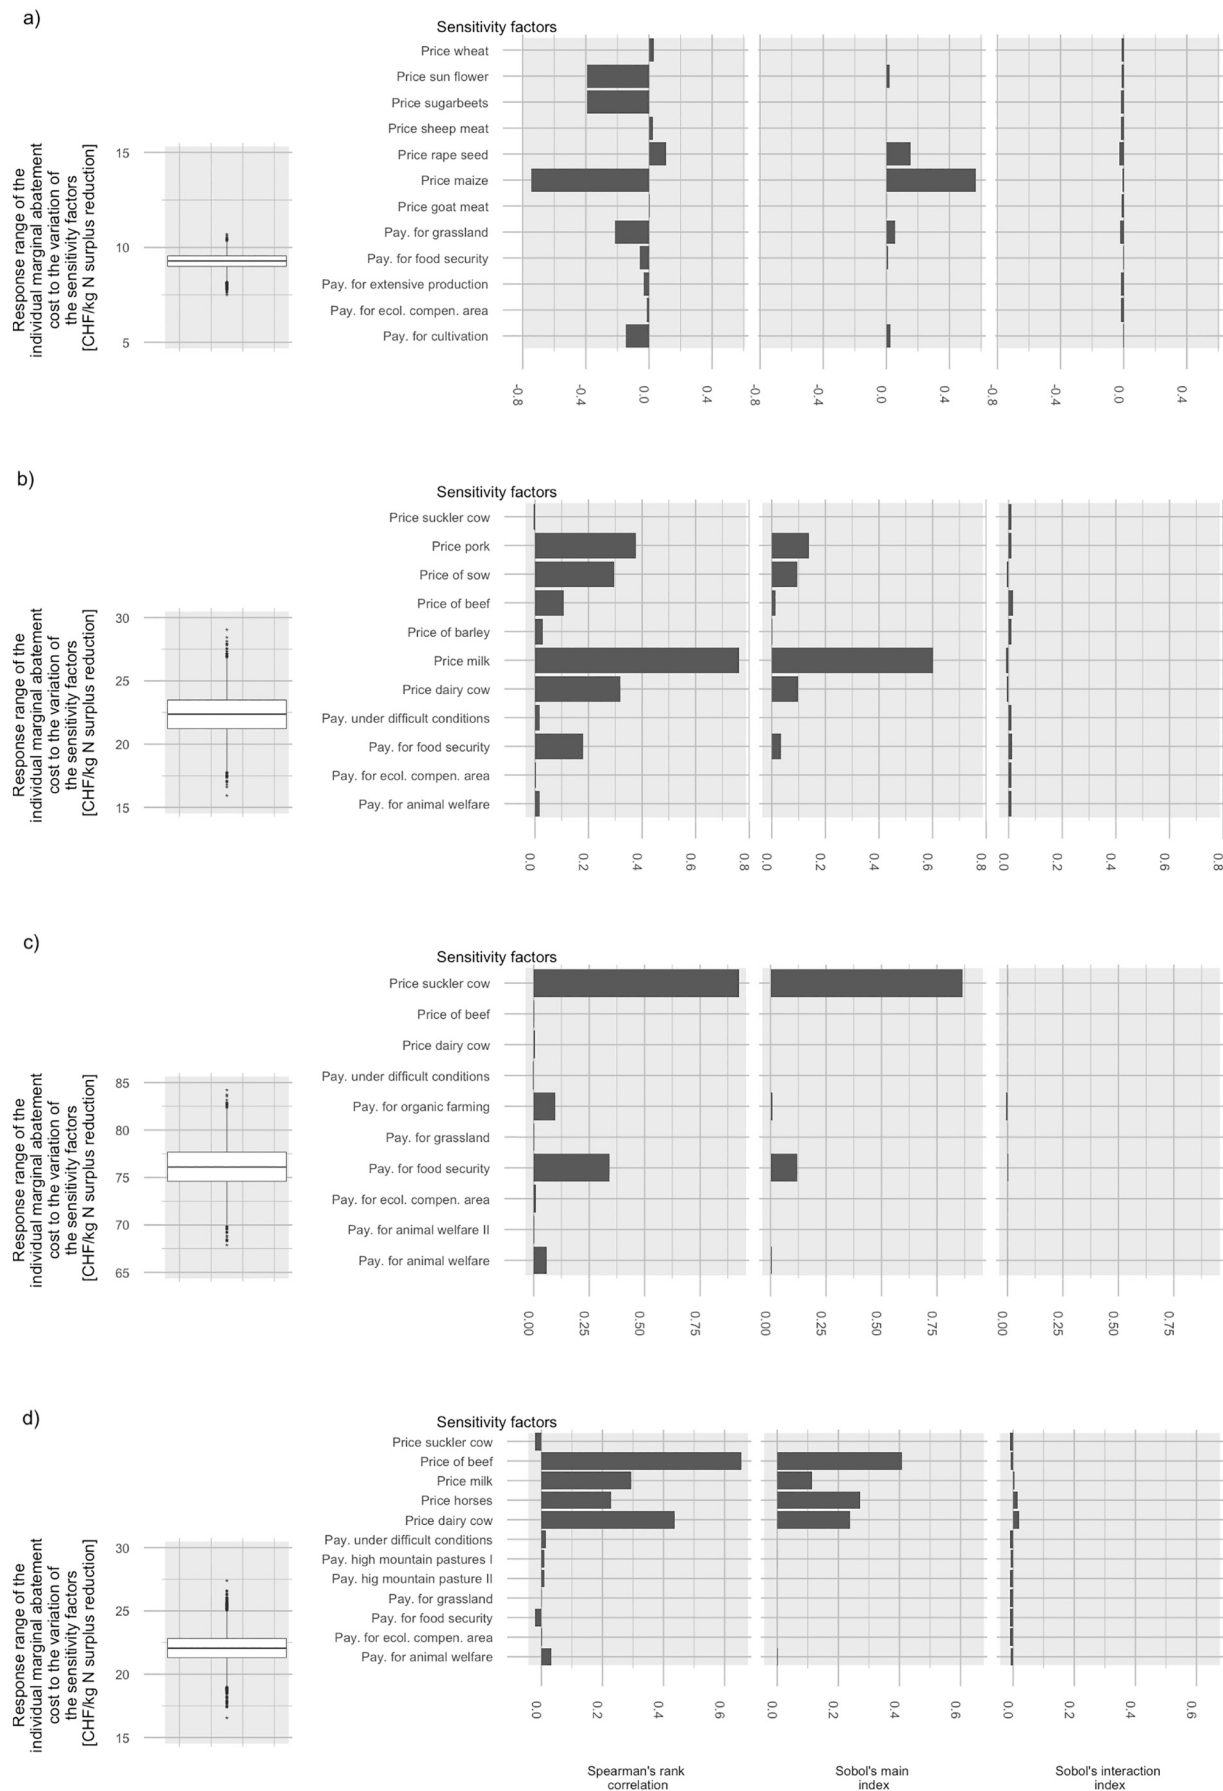 a)
Sensitivity factors
Response range of the
individual marginal abatement
cost to the variation of
the sensitivity factors
[CHF/kg N surplus reduction]
15
10
5
Price wheat
Price sun flower
Price sugarbeets
Price sheep meat
Price rape seed
Price maize
Price goat meat
Pay. for grassland
Pay. for food security
Pay. for extensive production
Pay. for ecol. compen. area
Pay. for cultivation
-0.8 -0.4 0.0 0.4 -0.8 -0.4 0.0 0.4 -0.8 -0.4 0.0 0.4
b)
Sensitivity factors
Response range of the
individual marginal abatement
cost to the variation of
the sensitivity factors
[CHF/kg N surplus reduction]
30
25
20
15
Price suckler cow
Price pork
Price of sow
Price of beef
Price of barley
Price milk
Price dairy cow
Pay. under difficult conditions
Pay. for food security
Pay. for ecol. compen. area
Pay. for animal welfare
0.0 0.2 0.4 0.6 0.8 0.0 0.2 0.4 0.6 0.8 0.0 0.2 0.4 0.6 0.8
c)
Sensitivity factors
Response range of the
individual marginal abatement
cost to the variation of
the sensitivity factors
[CHF/kg N surplus reduction]
85
80
75
70
65
Price suckler cow
Price of beef
Price dairy cow
Pay. under difficult conditions
Pay. for organic farming
Pay. for grassland
Pay. for food security
Pay. for ecol. compen. area
Pay. for animal welfare II
Pay. for animal welfare
0.00 0.25 0.50 0.75 0.00 0.25 0.50 0.75 0.00 0.25 0.50 0.75
d)
Sensitivity factors
Response range of the
individual marginal abatement
cost to the variation of
the sensitivity factors
[CHF/kg N surplus reduction]
30
25
20
15
Price suckler cow
Price of beef
Price milk
Price horses
Price dairy cow
Pay. under difficult conditions
Pay. high mountain pastures I
Pay. hig mountain pasture II
Pay. for grassland
Pay. for food security
Pay. for ecol. compen. area
Pay. for animal welfare
0.0 0.2 0.4 0.6 0.0 0.2 0.4 0.6 0.0 0.2 0.4 0.6
Spearman's rank
correlation
Sobol's main
index
Sobol's interaction
index